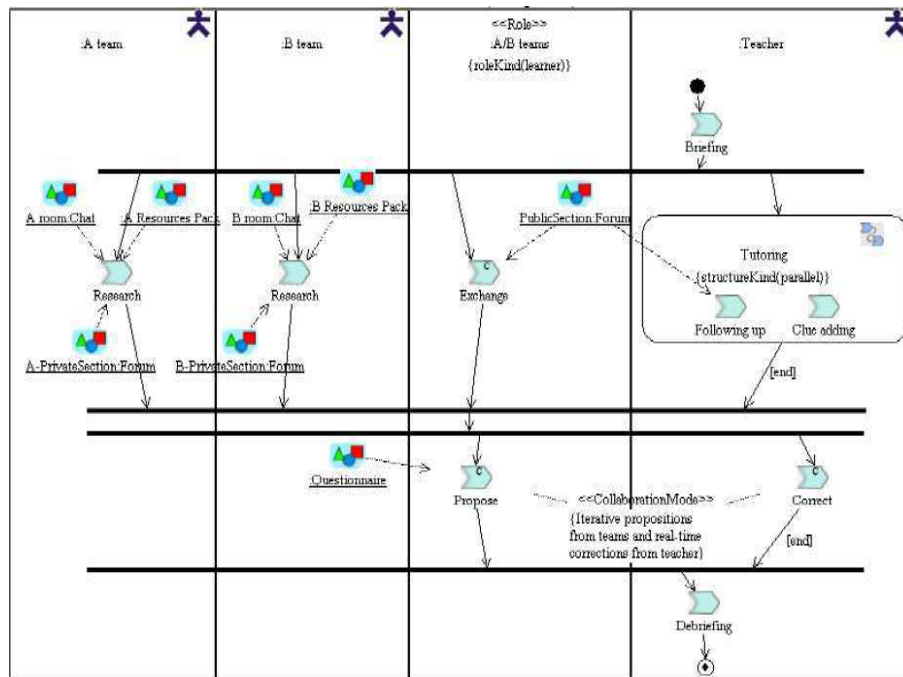 <<Role>>
:A team
:B team
:A/B teams
:Teacher
{roleKind(learner)}
Briefing
A room:Chat
:A Resources Pack
B room:Chat
:B Resources Pack
PublicSection:Forum
Tutoring
{structureKind(parallel)}
Research
Research
C
Exchange
Following up
Clue adding
A-PrivateSection:Forum
B-PrivateSection:Forum
[end]
:Questionnaire
C
Propose
<<CollaborationMode>>
C
Correct
{Iterative propositions
from teams and real-time
corrections from teacher}
[end]
Debriefing